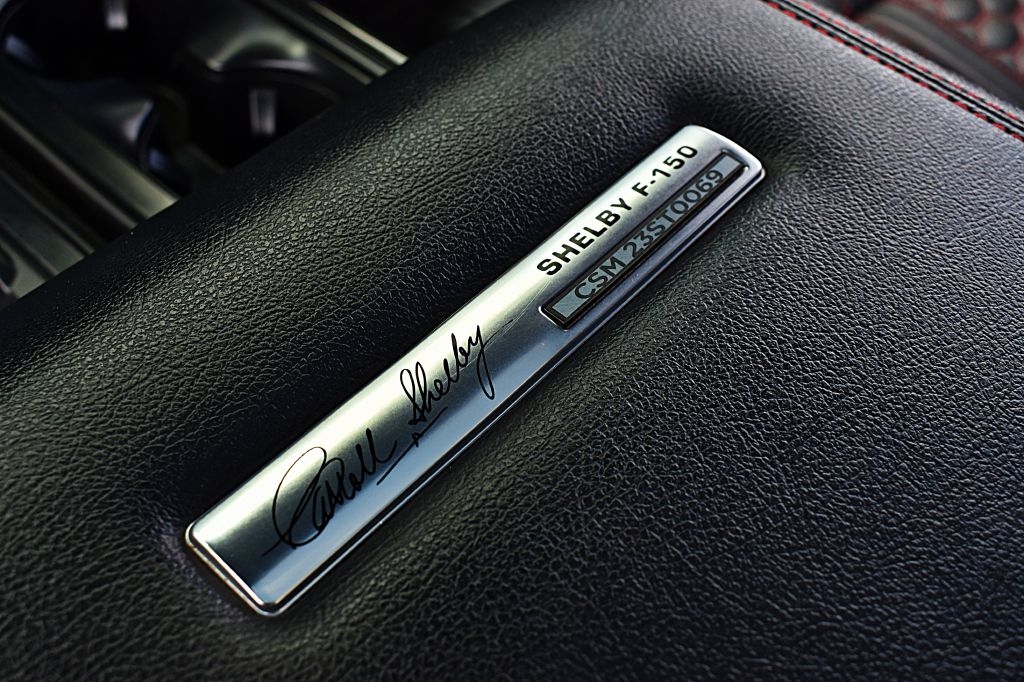 Carroll Shelby
SHELBY F-150
CSM 23ST0069